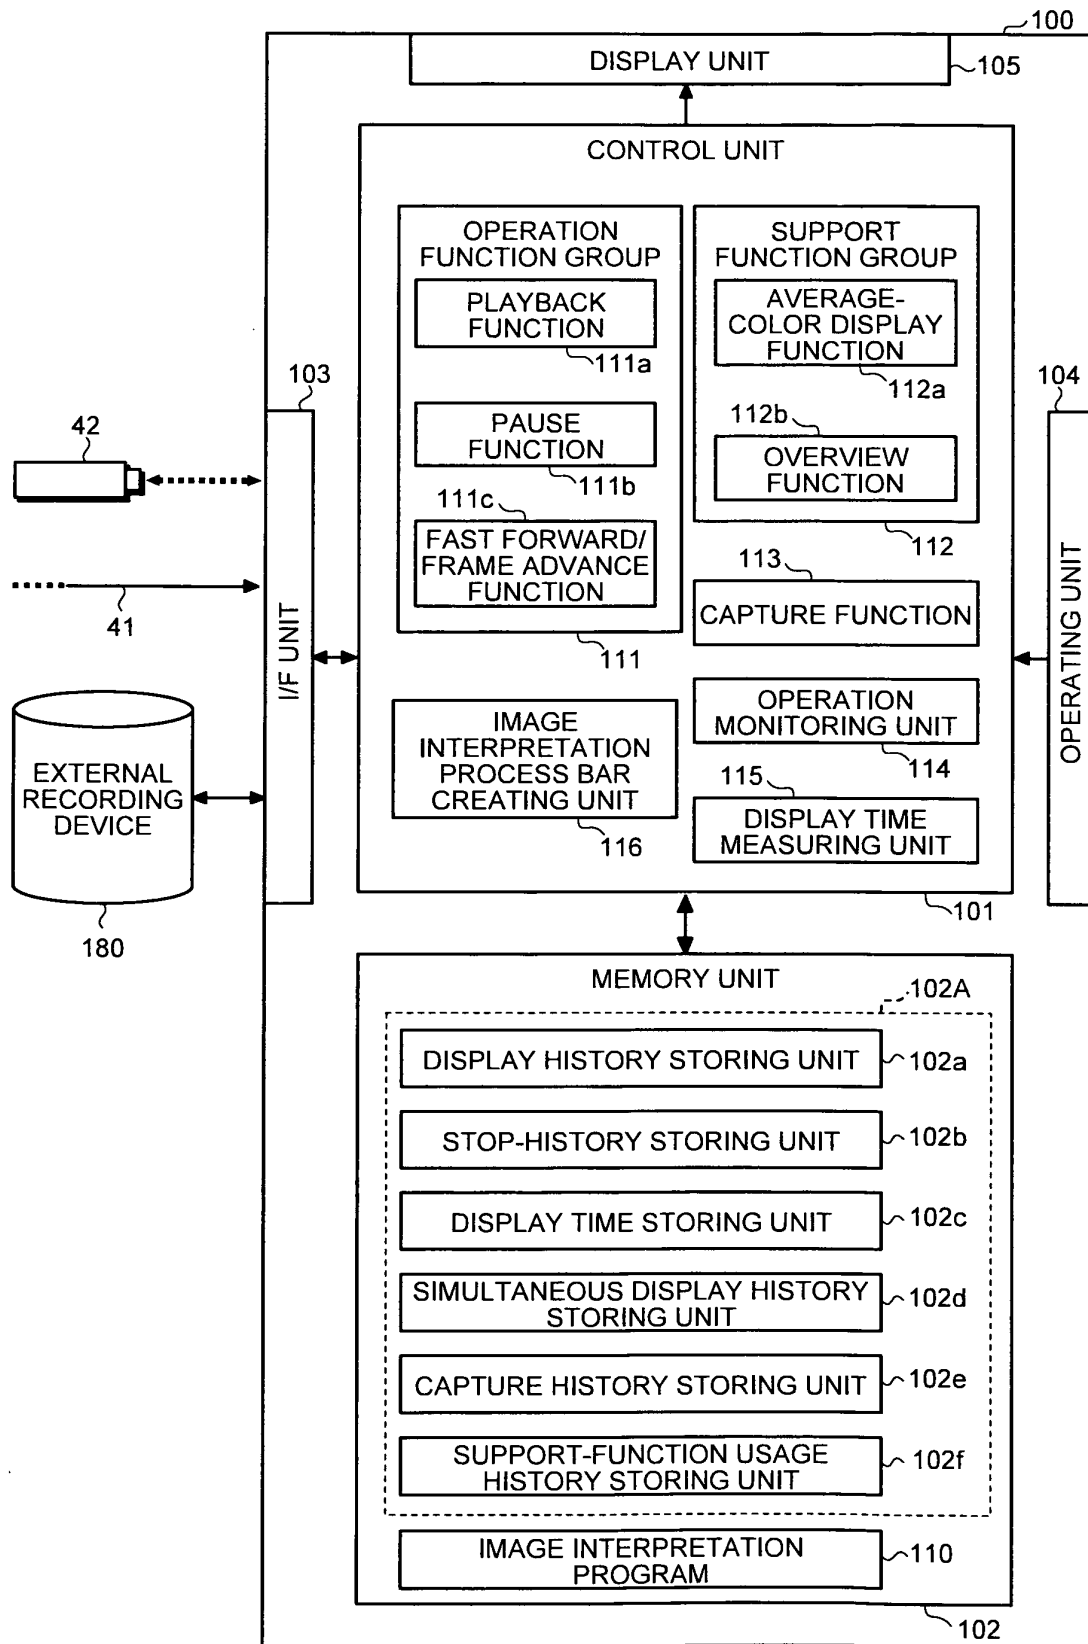 100
DISPLAY UNIT
105
CONTROL UNIT
OPERATION
FUNCTION GROUP
PLAYBACK
FUNCTION
111a
PAUSE
FUNCTION
111b
111c
FAST FORWARD/
FRAME ADVANCE
FUNCTION
111
SUPPORT
FUNCTION GROUP
AVERAGE-
COLOR DISPLAY
FUNCTION
112a
112b
OVERVIEW
FUNCTION
112
113
CAPTURE FUNCTION
OPERATION
MONITORING UNIT
114
115
DISPLAY TIME
MEASURING UNIT
IMAGE
INTERPRETATION
PROCESS BAR
CREATING UNIT
116
101
103
I/F UNIT
104
OPERATING UNIT
42
41
EXTERNAL
RECORDING
DEVICE
180
MEMORY UNIT
102A
DISPLAY HISTORY STORING UNIT
102a
STOP-HISTORY STORING UNIT
102b
DISPLAY TIME STORING UNIT
102c
SIMULTANEOUS DISPLAY HISTORY
STORING UNIT
102d
CAPTURE HISTORY STORING UNIT
102e
SUPPORT-FUNCTION USAGE
HISTORY STORING UNIT
102f
IMAGE INTERPRETATION
PROGRAM
110
102